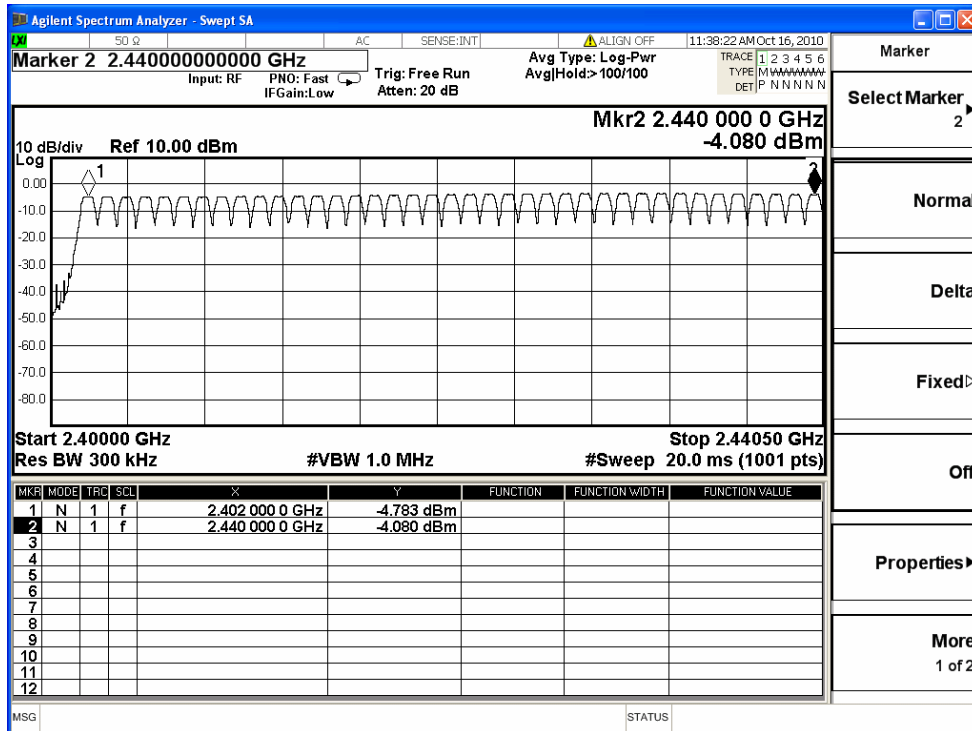 Agilent Spectrum Analyzer - Swept SA
LXI 50 Ω AC SENSE:INT ALIGN OFF 11:38:22 AM Oct 16, 2010
Marker 2 2.440000000000 GHz
Input: RF PNO: Fast IFGain:Low
Trig: Free Run
Atten: 20 dB
Avg Type: Log-Pwr
Avg|Hold:> 100/100
TRACE 1 2 3 4 5 6
TYPE M
DET P N N N N N
Mkr2 2.440 000 0 GHz
-4.080 dBm
10 dB/div Ref 10.00 dBm
Log
1
2
0.00
-10.0
-20.0
-30.0
-40.0
-50.0
-60.0
-70.0
-80.0
Start 2.40000 GHz Stop 2.44050 GHz
Res BW 300 kHz #VBW 1.0 MHz #Sweep 20.0 ms (1001 pts)
MKR MODE TRC SCL X Y FUNCTION FUNCTION WIDTH FUNCTION VALUE
1 N 1 f 2.402 000 0 GHz -4.783 dBm
2 N 1 f 2.440 000 0 GHz -4.080 dBm
3
4
5
6
7
8
9
10
11
12
MSG STATUS
Marker
Select Marker
2
Normal
Delta
Fixed
Off
Properties
More
1 of 2